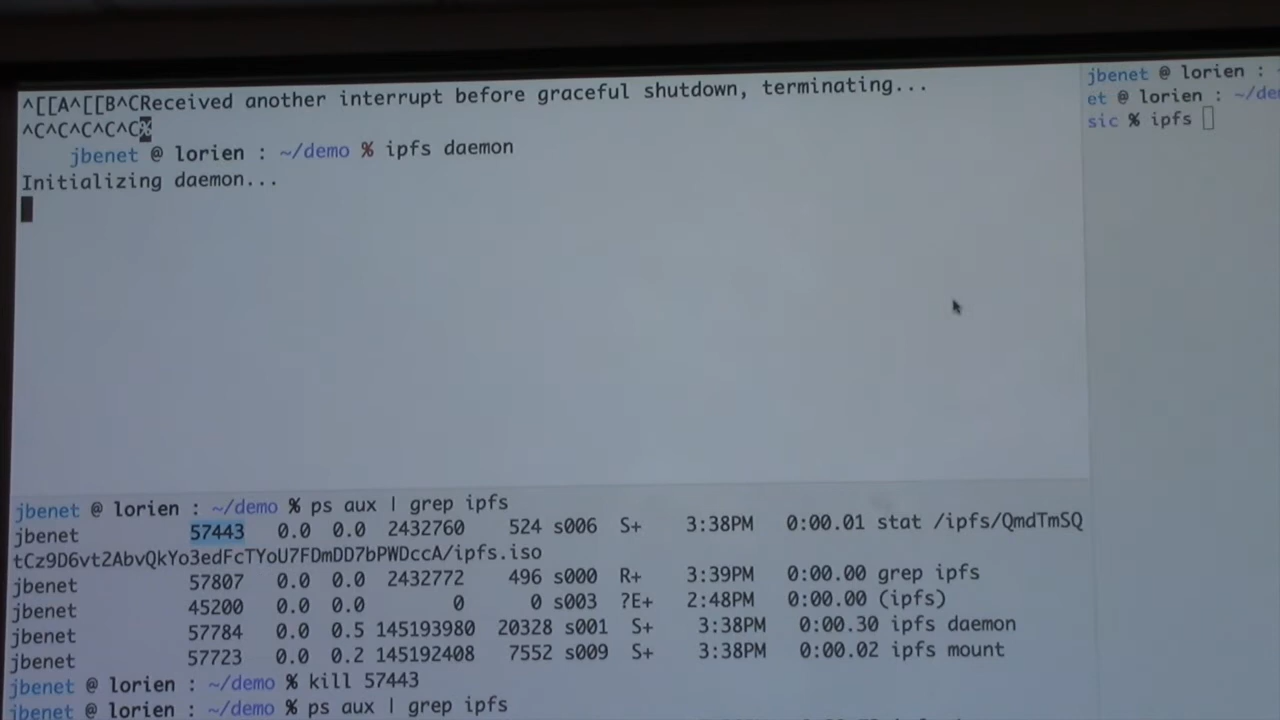 ^[[A^[[B^CReceived another interrupt before graceful shutdown, terminating...
^C^C^C^C^C%
jbenet @ lorien : ~/demo % ipfs daemon
Initializing daemon...
jbenet @ lorien :
et @ lorien : ~/de
sic % ipfs
jbenet @ lorien : ~/demo % ps aux | grep ipfs
jbenet 57443 0.0 0.0 2432760 524 s006 S+ 3:38PM 0:00.01 stat /ipfs/QmdTmSQ
tCz9D6vt2AbvQkYo3edFcTYoU7FDmDD7bPWDccA/ipfs.iso
jbenet 57807 0.0 0.0 2432772 496 s000 R+ 3:39PM 0:00.00 grep ipfs
jbenet 45200 0.0 0.0 0 0 s003 ?E+ 2:48PM 0:00.00 (ipfs)
jbenet 57784 0.0 0.5 145193980 20328 s001 S+ 3:38PM 0:00.30 ipfs daemon
jbenet 57723 0.0 0.2 145192408 7552 s009 S+ 3:38PM 0:00.02 ipfs mount
jbenet @ lorien : ~/demo % kill 57443
jbenet @ lorien : ~/demo % ps aux | grep ipfs